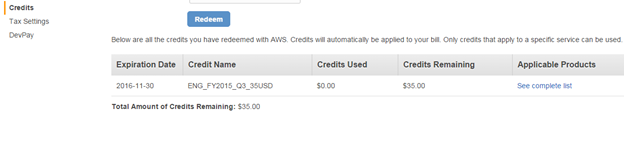 Credits
Tax Settings
DevPay
Redeem
Below are all the credits you have redeemed with AWS. Credits will automatically be applied to your bill. Only credits that apply to a specific service can be used.
Expiration Date Credit Name Credits Used Credits Remaining Applicable Products
2016-11-30 ENG_FY2015_Q3_35USD $0.00 $35.00 See complete list
Total Amount of Credits Remaining: $35.00